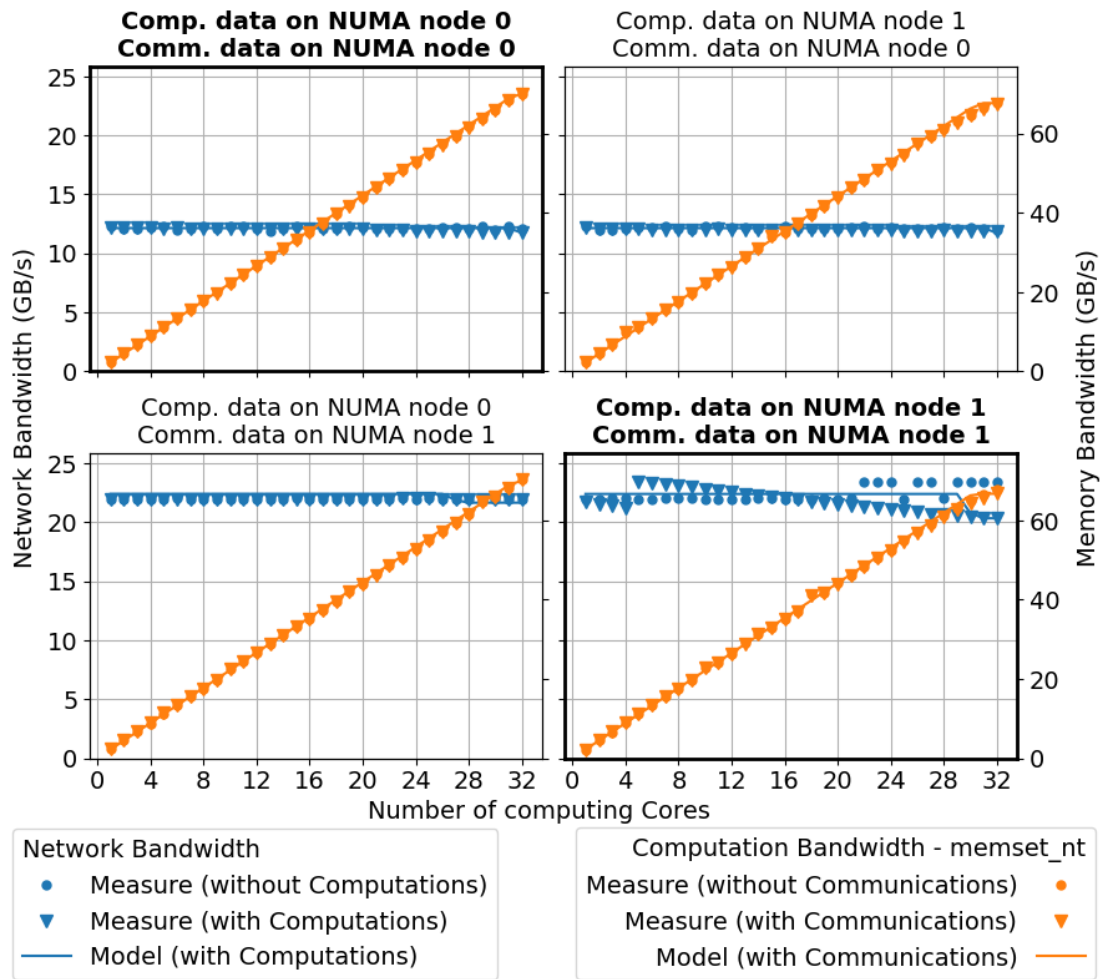 Comp. data on NUMA node 0
Comm. data on NUMA node 0
Comp. data on NUMA node 1
Comm. data on NUMA node 0
25
20
15
10
5
0
60
40
20
0
Network Bandwidth (GB/s)
Memory Bandwidth (GB/s)
Comp. data on NUMA node 0
Comm. data on NUMA node 1
Comp. data on NUMA node 1
Comm. data on NUMA node 1
25
20
15
10
5
0
60
40
20
0
0 4 8 12 16 20 24 28 32
0 4 8 12 16 20 24 28 32
Number of computing Cores
Network Bandwidth
Measure (without Computations)
Measure (with Computations)
Model (with Computations)
Computation Bandwidth - memset_nt
Measure (without Communications)
Measure (with Communications)
Model (with Communications)